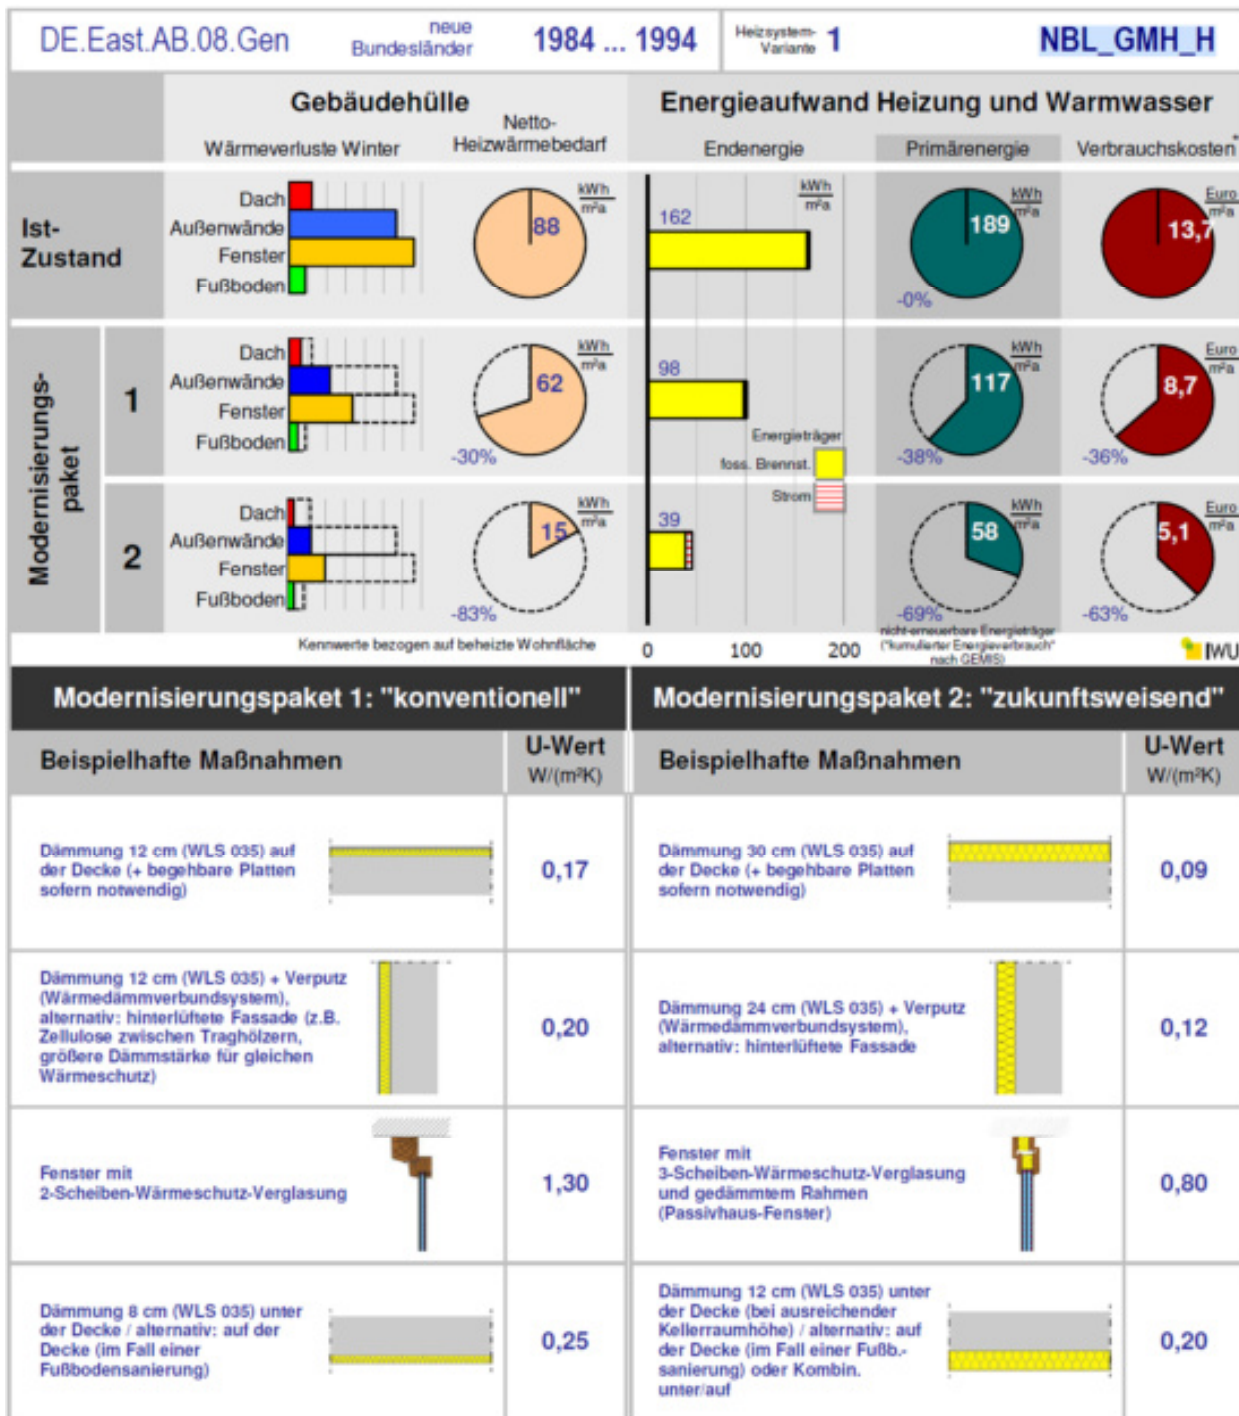 DE.East.AB.08.Gen
neue
Bundesländer
1984 ... 1994
Heizsystem-
Variante 1
NBL_GMH_H
Gebäudehülle
Energieaufwand Heizung und Warmwasser
Wärmeverluste Winter
Netto-
Heizwärmebedarf
Endenergie
Primärenergie
Verbrauchskosten*
Ist-
Zustand
Dach
Außenwände
Fenster
Fußboden
88
kWh
m²a
162
kWh
m²a
189
kWh
m²a
-0%
13,7
Euro
m²a
Modernisierungs-
paket
1
Dach
Außenwände
Fenster
Fußboden
62
kWh
m²a
-30%
98
Energieträger
foss. Brennst.
Strom
117
kWh
m²a
-38%
8,7
Euro
m²a
-36%
2
Dach
Außenwände
Fenster
Fußboden
15
kWh
m²a
-83%
39
58
kWh
m²a
-69%
5,1
Euro
m²a
-63%
Kennwerte bezogen auf beheizte Wohnfläche
0 100 200
nicht-erneuerbare Energieträger
("kumulierter Energieverbrauch"
nach GEMIS)
IWU
Modernisierungspaket 1: "konventionell"
Beispielhafte Maßnahmen
U-Wert
W/(m²K)
Dämmung 12 cm (WLS 035) auf
der Decke (+ begehbare Platten
sofern notwendig)
0,17
Dämmung 12 cm (WLS 035) + Verputz
(Wärmedämmverbundsystem),
alternativ: hinterlüftete Fassade (z.B.
Zellulose zwischen Traghölzern,
größere Dämmstärke für gleichen
Wärmeschutz)
0,20
Fenster mit
2-Scheiben-Wärmeschutz-Verglasung
1,30
Dämmung 8 cm (WLS 035) unter
der Decke / alternativ: auf der
Decke (im Fall einer
Fußbodensanierung)
0,25
Modernisierungspaket 2: "zukunftsweisend"
Beispielhafte Maßnahmen
U-Wert
W/(m²K)
Dämmung 30 cm (WLS 035) auf
der Decke (+ begehbare Platten
sofern notwendig)
0,09
Dämmung 24 cm (WLS 035) + Verputz
(Wärmedämmverbundsystem),
alternativ: hinterlüftete Fassade
0,12
Fenster mit
3-Scheiben-Wärmeschutz-Verglasung
und gedämmtem Rahmen
(Passivhaus-Fenster)
0,80
Dämmung 12 cm (WLS 035) unter
der Decke (bei ausreichender
Kellerraumhöhe) / alternativ: auf
der Decke (im Fall einer Fußb.-
sanierung) oder Kombin.
unter/auf
0,20